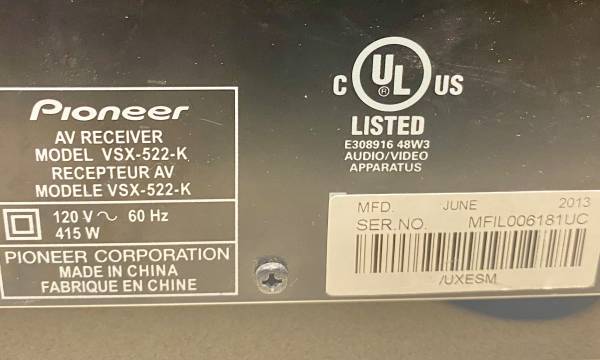 Pioneer
AV RECEIVER
MODEL VSX-522-K
RECEPTEUR AV
MODELE VSX-522-K
120 V ~ 60 Hz
415 W
PIONEER CORPORATION
MADE IN CHINA
FABRIQUE EN CHINE
C UL US
®
LISTED
E308916 48W3
AUDIO/VIDEO
APPARATUS
MFD. JUNE 2013
SER.NO. MFIL006181UC
/UXESM